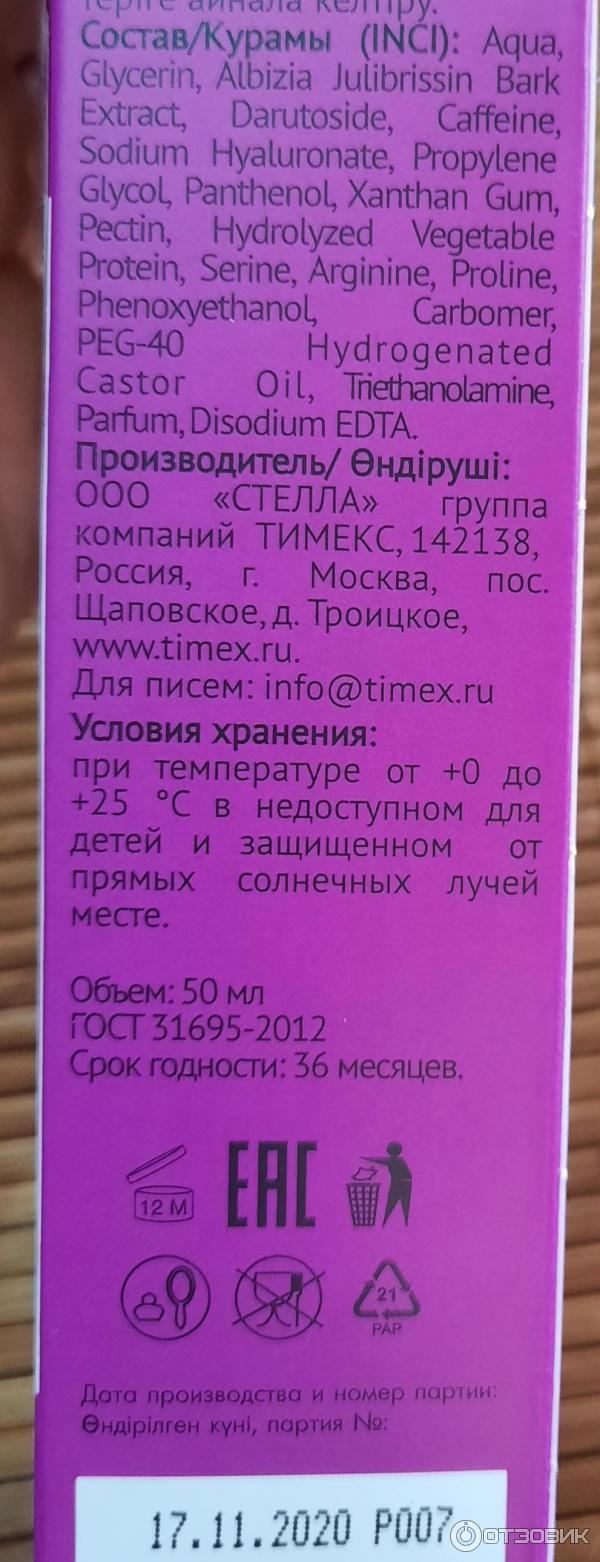 теріге айнала келтіру.
Состав/Курамы (INCI): Aqua,
Glycerin, Albizia Julibrissin Bark
Extract, Darutoside, Caffeine,
Sodium Hyaluronate, Propylene
Glycol, Panthenol, Xanthan Gum,
Pectin, Hydrolyzed Vegetable
Protein, Serine, Arginine, Proline,
Phenoxyethanol, Carbomer,
PEG-40 Hydrogenated
Castor Oil, Triethanolamine,
Parfum, Disodium EDTA.
Производитель/ Өндіруші:
ООО «СТЕЛЛА» группа
компаний ТИМЕКС, 142138,
Россия, г. Москва, пос.
Щаповское, д. Троицкое,
www.timex.ru.
Для писем: info@timex.ru
Условия хранения:
при температуре от +0 до
+25 °С в недоступном для
детей и защищенном от
прямых солнечных лучей
месте.
Объем: 50 мл
ГОСТ 31695-2012
Срок годности: 36 месяцев.
12 M
EAC
21
PAP
Дата производства и номер партии:
Өндірілген күні, партия №:
17.11.2020 P007
ОТЗОВИК